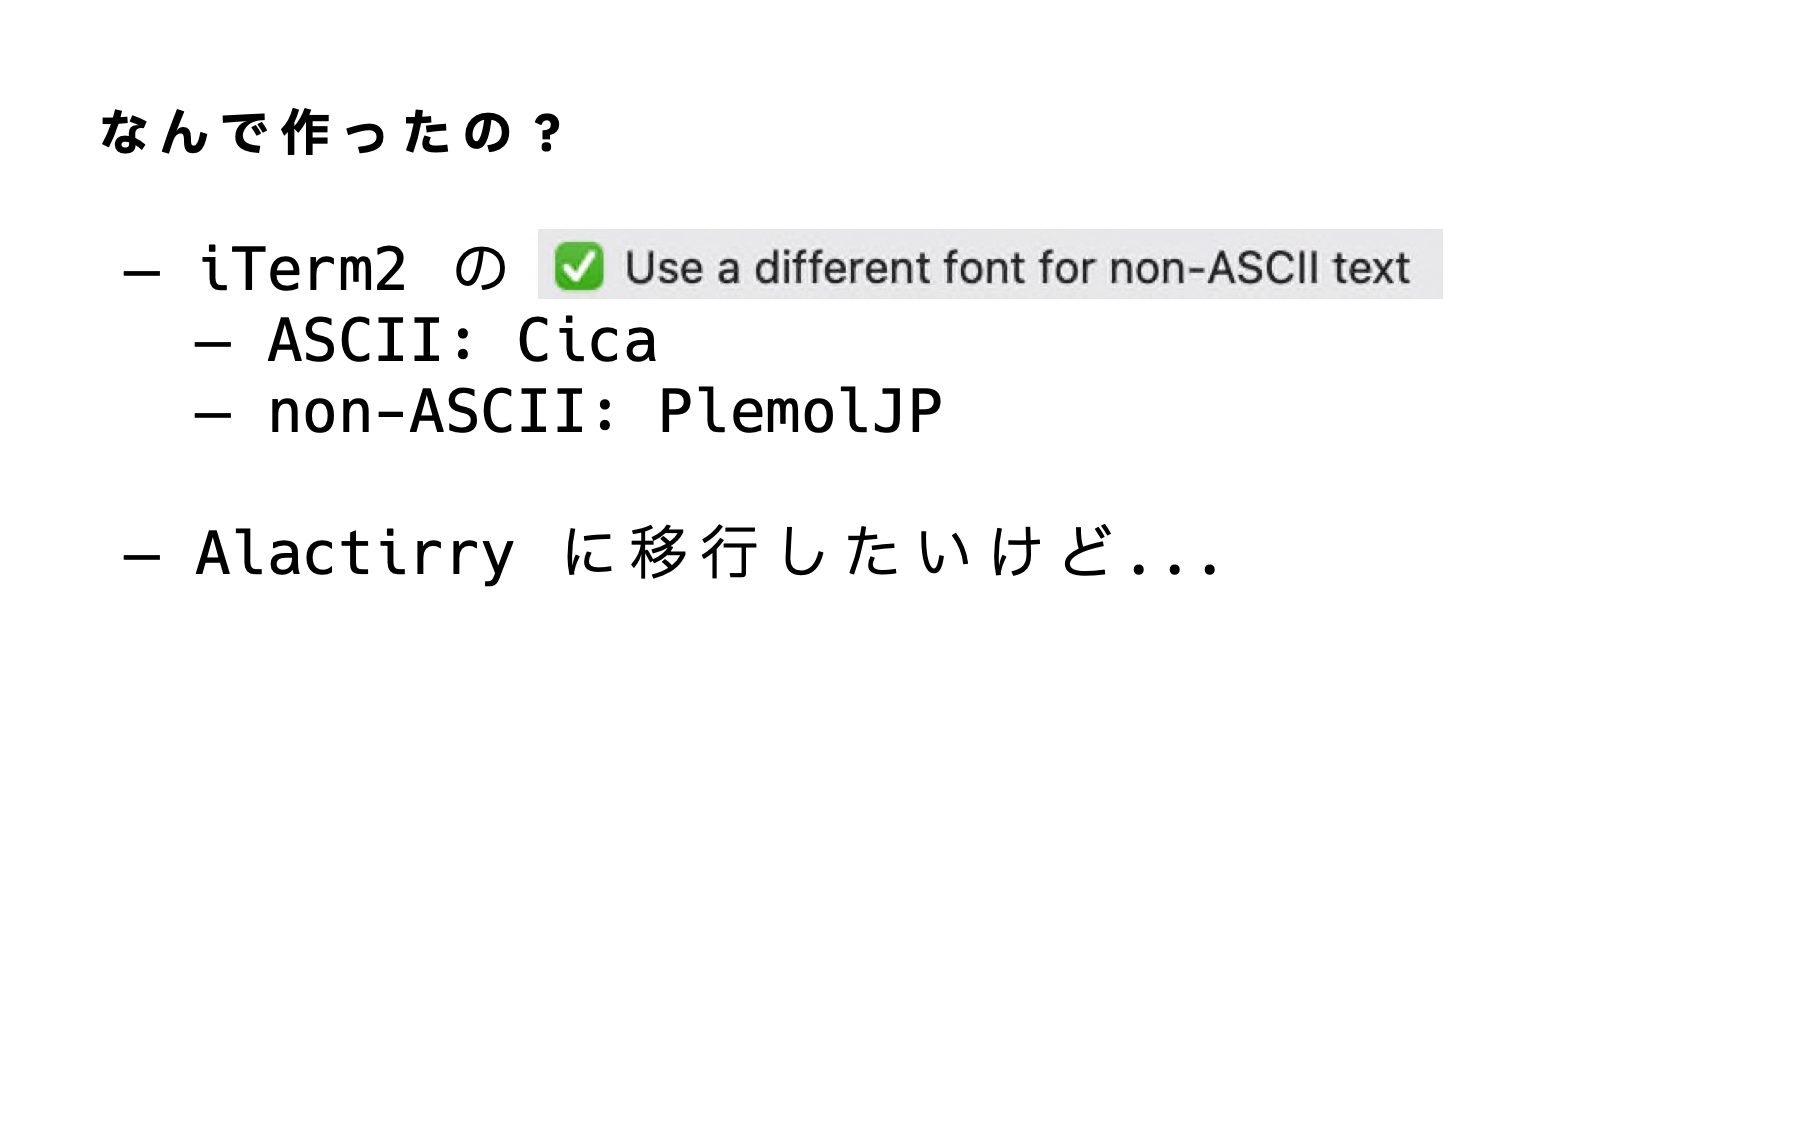 なんで作ったの?
– iTerm2 の ✅ Use a different font for non-ASCII text
– ASCII: Cica
– non-ASCII: PlemolJP
– Alactirry に移行したいけど...